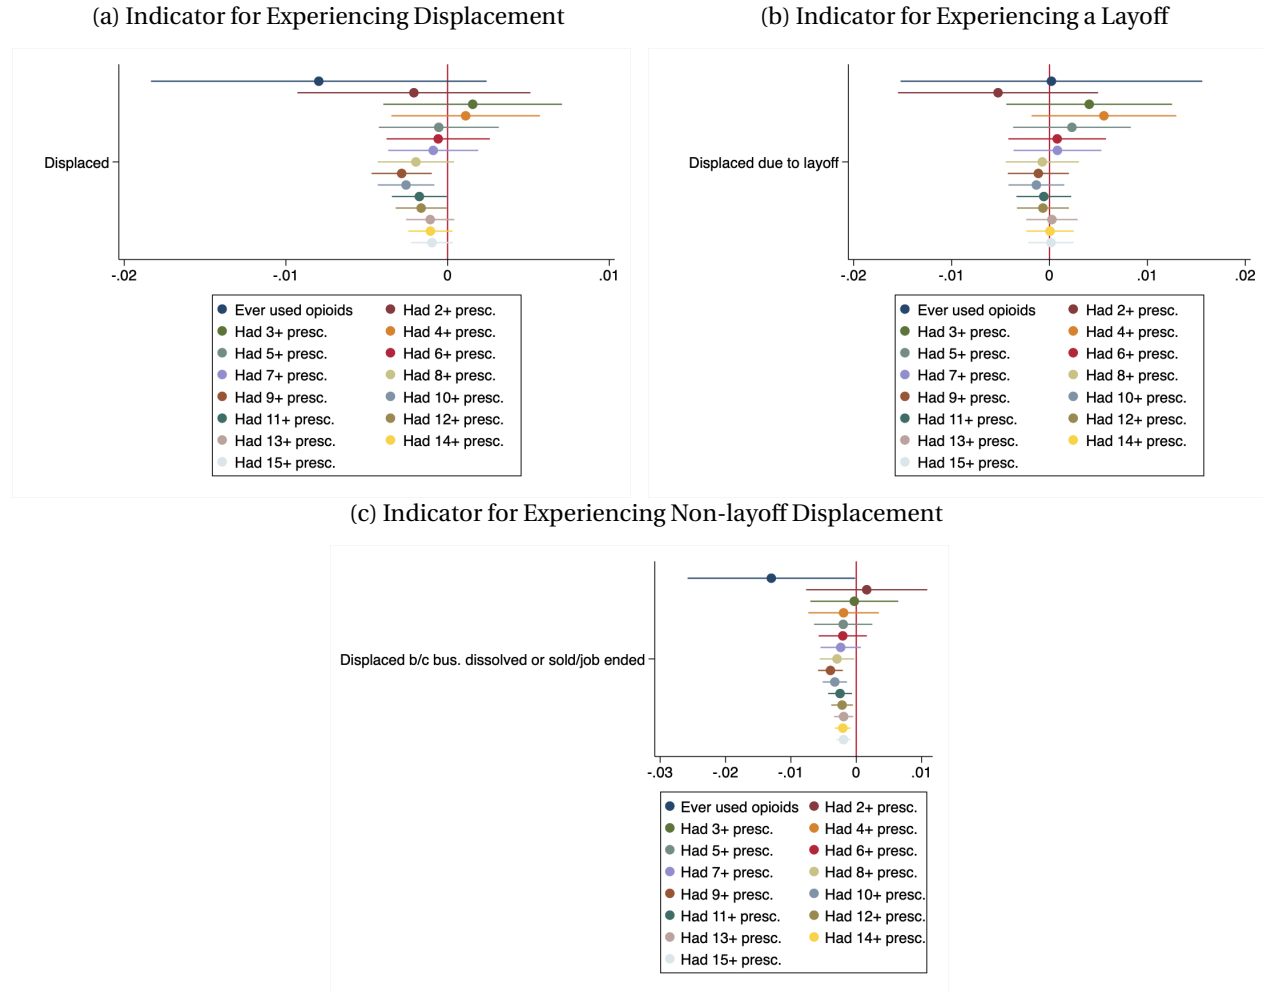 (a) Indicator for Experiencing Displacement
Displaced
-.02 -.01 0 .01
Ever used opioids Had 2+ presc.
Had 3+ presc. Had 4+ presc.
Had 5+ presc. Had 6+ presc.
Had 7+ presc. Had 8+ presc.
Had 9+ presc. Had 10+ presc.
Had 11+ presc. Had 12+ presc.
Had 13+ presc. Had 14+ presc.
Had 15+ presc.
(b) Indicator for Experiencing a Layoff
Displaced due to layoff
-.02 -.01 0 .01 .02
Ever used opioids Had 2+ presc.
Had 3+ presc. Had 4+ presc.
Had 5+ presc. Had 6+ presc.
Had 7+ presc. Had 8+ presc.
Had 9+ presc. Had 10+ presc.
Had 11+ presc. Had 12+ presc.
Had 13+ presc. Had 14+ presc.
Had 15+ presc.
(c) Indicator for Experiencing Non-layoff Displacement
Displaced b/c bus. dissolved or sold/job ended
-.03 -.02 -.01 0 .01
Ever used opioids Had 2+ presc.
Had 3+ presc. Had 4+ presc.
Had 5+ presc. Had 6+ presc.
Had 7+ presc. Had 8+ presc.
Had 9+ presc. Had 10+ presc.
Had 11+ presc. Had 12+ presc.
Had 13+ presc. Had 14+ presc.
Had 15+ presc.